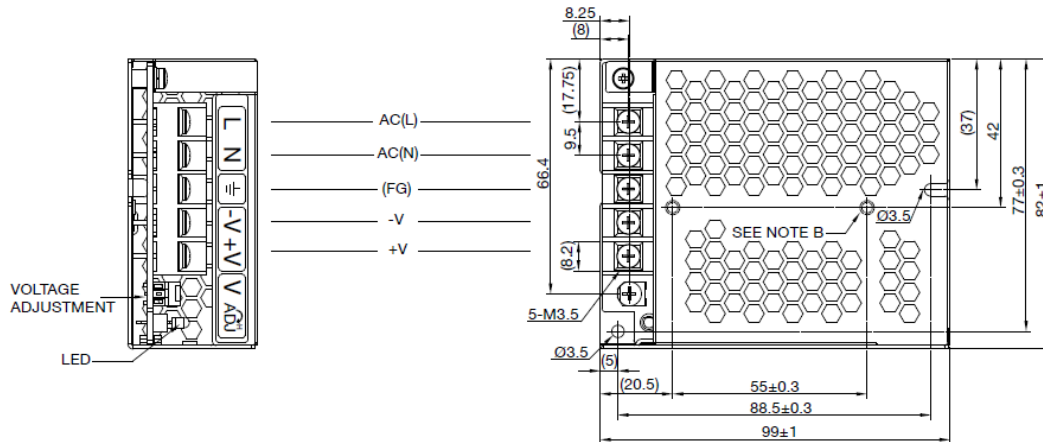 L
N
-V
+V
V
ADJ
AC(L)
AC(N)
(FG)
-V
+V
VOLTAGE
ADJUSTMENT
LED
8.25
(8)
(17.75)
9.5
66.4
(8.2)
5-M3.5
Ø3.5
(5)
(20.5)
55±0.3
88.5±0.3
99±1
SEE NOTE B
Ø3.5
(37)
42
77±0.3
82±1